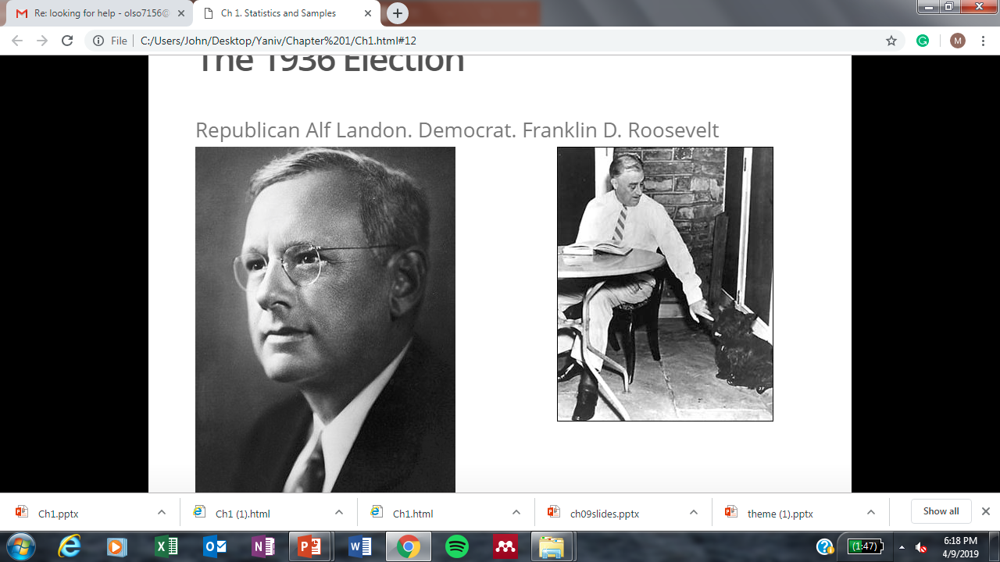 Re: looking for help - olso7156@
Ch 1. Statistics and Samples
File
C:/Users/John/Desktop/Yaniv/Chapter%201/Ch1.html#12
M
The 1936 Election
Republican Alf Landon. Democrat. Franklin D. Roosevelt
Ch1.pptx
Ch1 (1).html
Ch1.html
ch09slides.pptx
theme (1).pptx
Show all
(1:47)
6:18 PM
4/9/2019